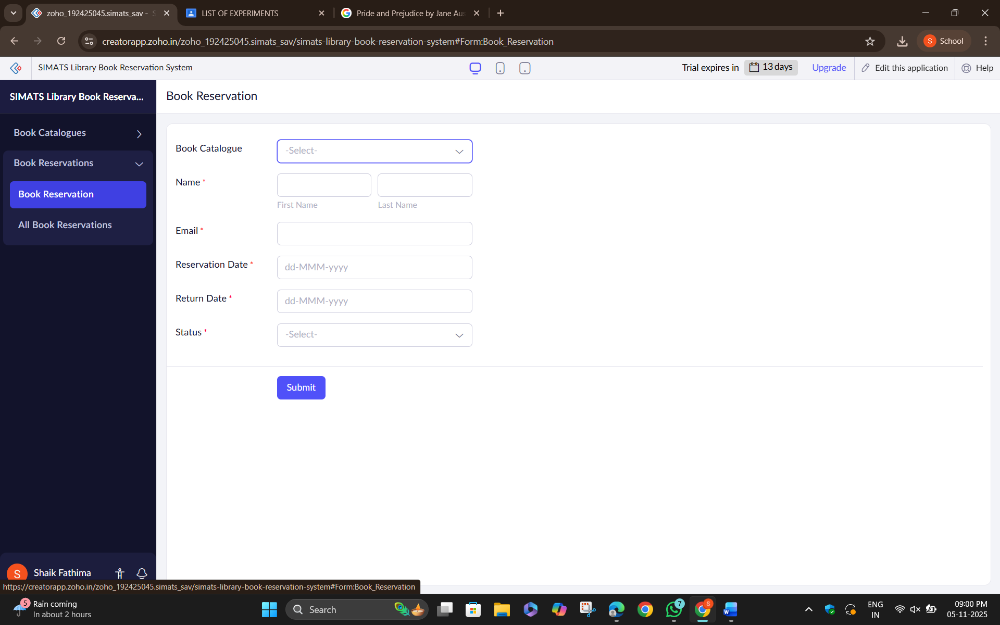 zoho_192425045.simats_sav -
LIST OF EXPERIMENTS
Pride and Prejudice by Jane Aus
creatorapp.zoho.in/zoho_192425045.simats_sav/simats-library-book-reservation-system#Form:Book_Reservation
S School
SIMATS Library Book Reservation System
Trial expires in 13 days
Upgrade
Edit this application
Help
SIMATS Library Book Reserva...
Book Catalogues
Book Reservations
Book Reservation
All Book Reservations
Book Reservation
Book Catalogue
-Select-
Name *
First Name
Last Name
Email *
Reservation Date *
dd-MMM-yyyy
Return Date *
dd-MMM-yyyy
Status *
-Select-
Submit
S Shaik Fathima
https://creatorapp.zoho.in/zoho_192425045.simats_sav/simats-library-book-reservation-system#Form:Book_Reservation
5
Rain coming
In about 2 hours
Search
7
S
W
ENG
IN
09:00 PM
05-11-2025